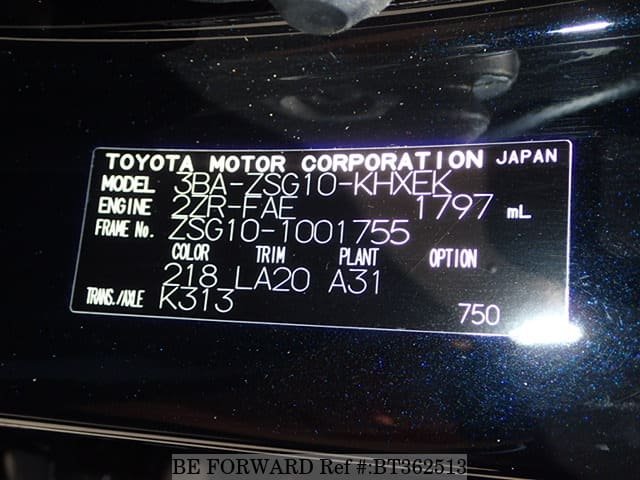 TOYOTA MOTOR CORPORATION JAPAN
MODEL 3BA-ZSG10-KHXEK
ENGINE 2ZR-FAE 1797 mL
FRAME No. ZSG10-1001755
COLOR TRIM PLANT OPTION
218 LA20 A31
TRANS./AXLE K313 750
BE FORWARD Ref #:BT362513